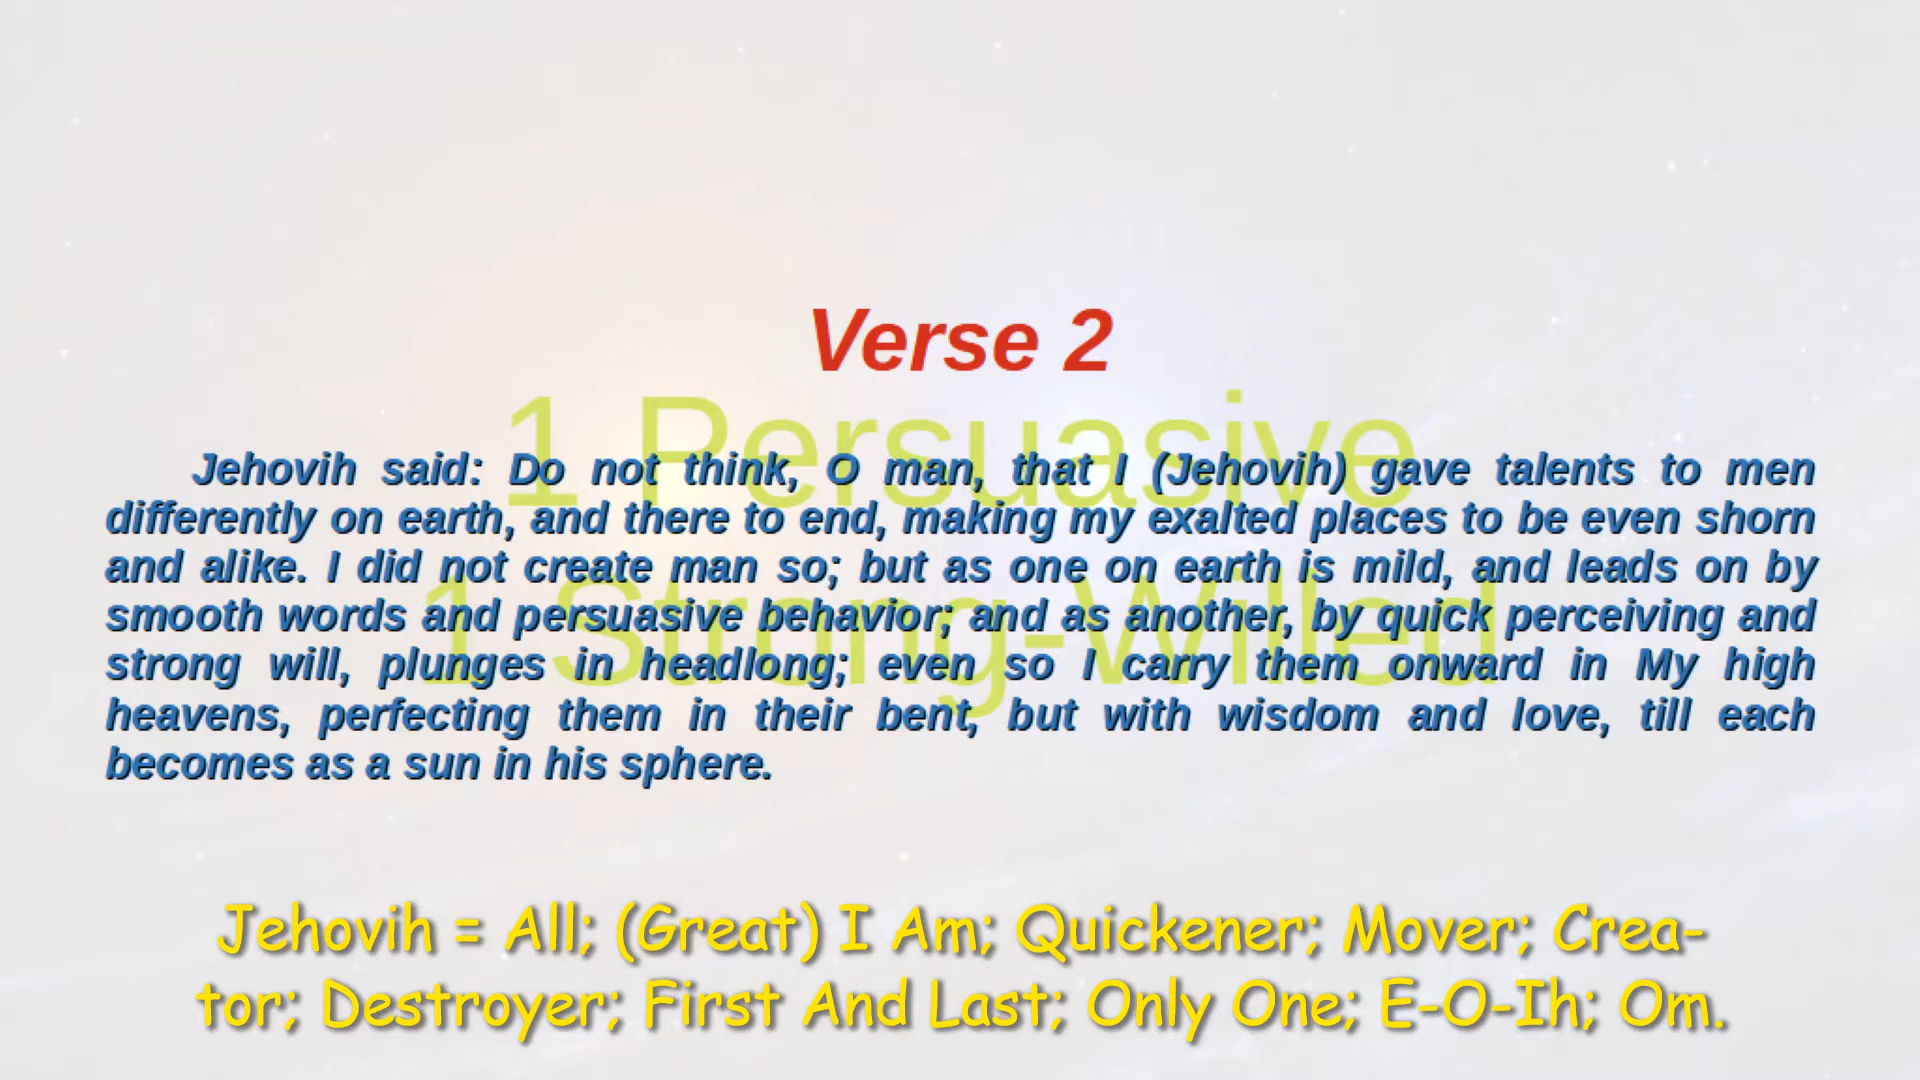 Verse 2
1 Persuasive
Jehovih said: Do not think, O man, that I (Jehovih) gave talents to men
differently on earth, and there to end, making my exalted places to be even shorn
and alike. I did not create man so; but as one on earth is mild, and leads on by
1 Strong-Willed
smooth words and persuasive behavior; and as another, by quick perceiving and
strong will, plunges in headlong; even so I carry them onward in My high
heavens, perfecting them in their bent, but with wisdom and love, till each
becomes as a sun in his sphere.
Jehovih = All; (Great) I Am; Quickener; Mover; Crea-
tor; Destroyer; First And Last; Only One; E-O-Ih; Om.